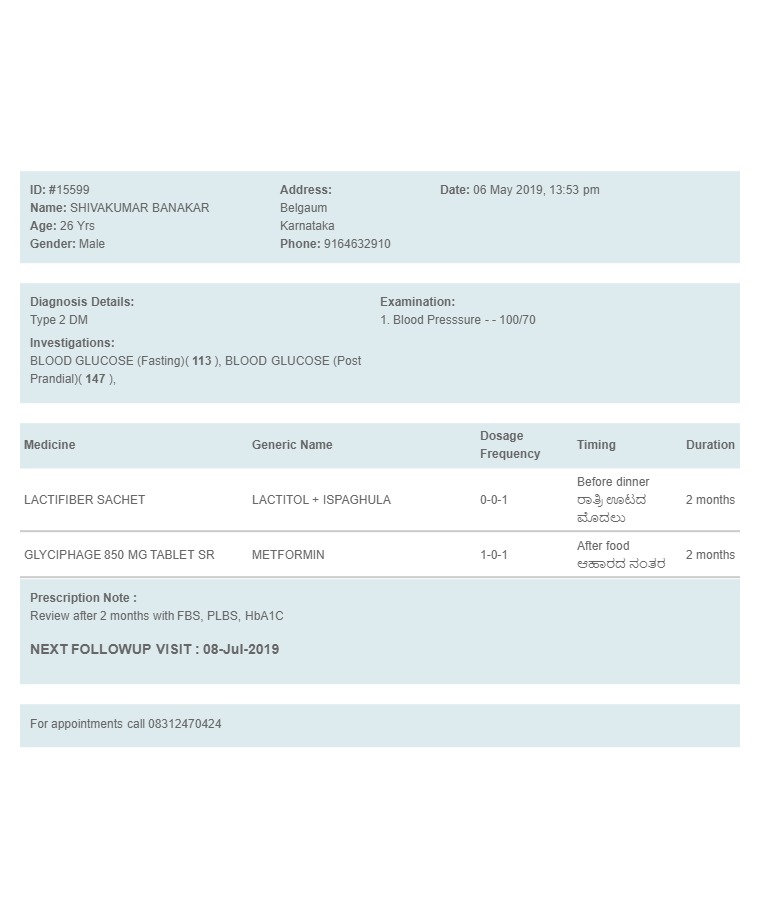 ID: #15599
Name: SHIVAKUMAR BANAKAR
Age: 26 Yrs
Gender: Male
Address:
Belgaum
Karnataka
Phone: 9164632910
Date: 06 May 2019, 13:53 pm
Diagnosis Details:
Type 2 DM
Investigations:
BLOOD GLUCOSE (Fasting)( 113 ), BLOOD GLUCOSE (Post
Prandial)( 147 ),
Examination:
1. Blood Presssure - - 100/70
Medicine Generic Name Dosage Frequency Timing Duration
LACTIFIBER SACHET LACTITOL + ISPAGHULA 0-0-1 Before dinner 2 months
ರಾತ್ರಿ ಊಟದ
ಮೊದಲು
GLYCIPHAGE 850 MG TABLET SR METFORMIN 1-0-1 After food 2 months
ಆಹಾರದ ನಂತರ
Prescription Note :
Review after 2 months with FBS, PLBS, HbA1C
NEXT FOLLOWUP VISIT : 08-Jul-2019
For appointments call 08312470424